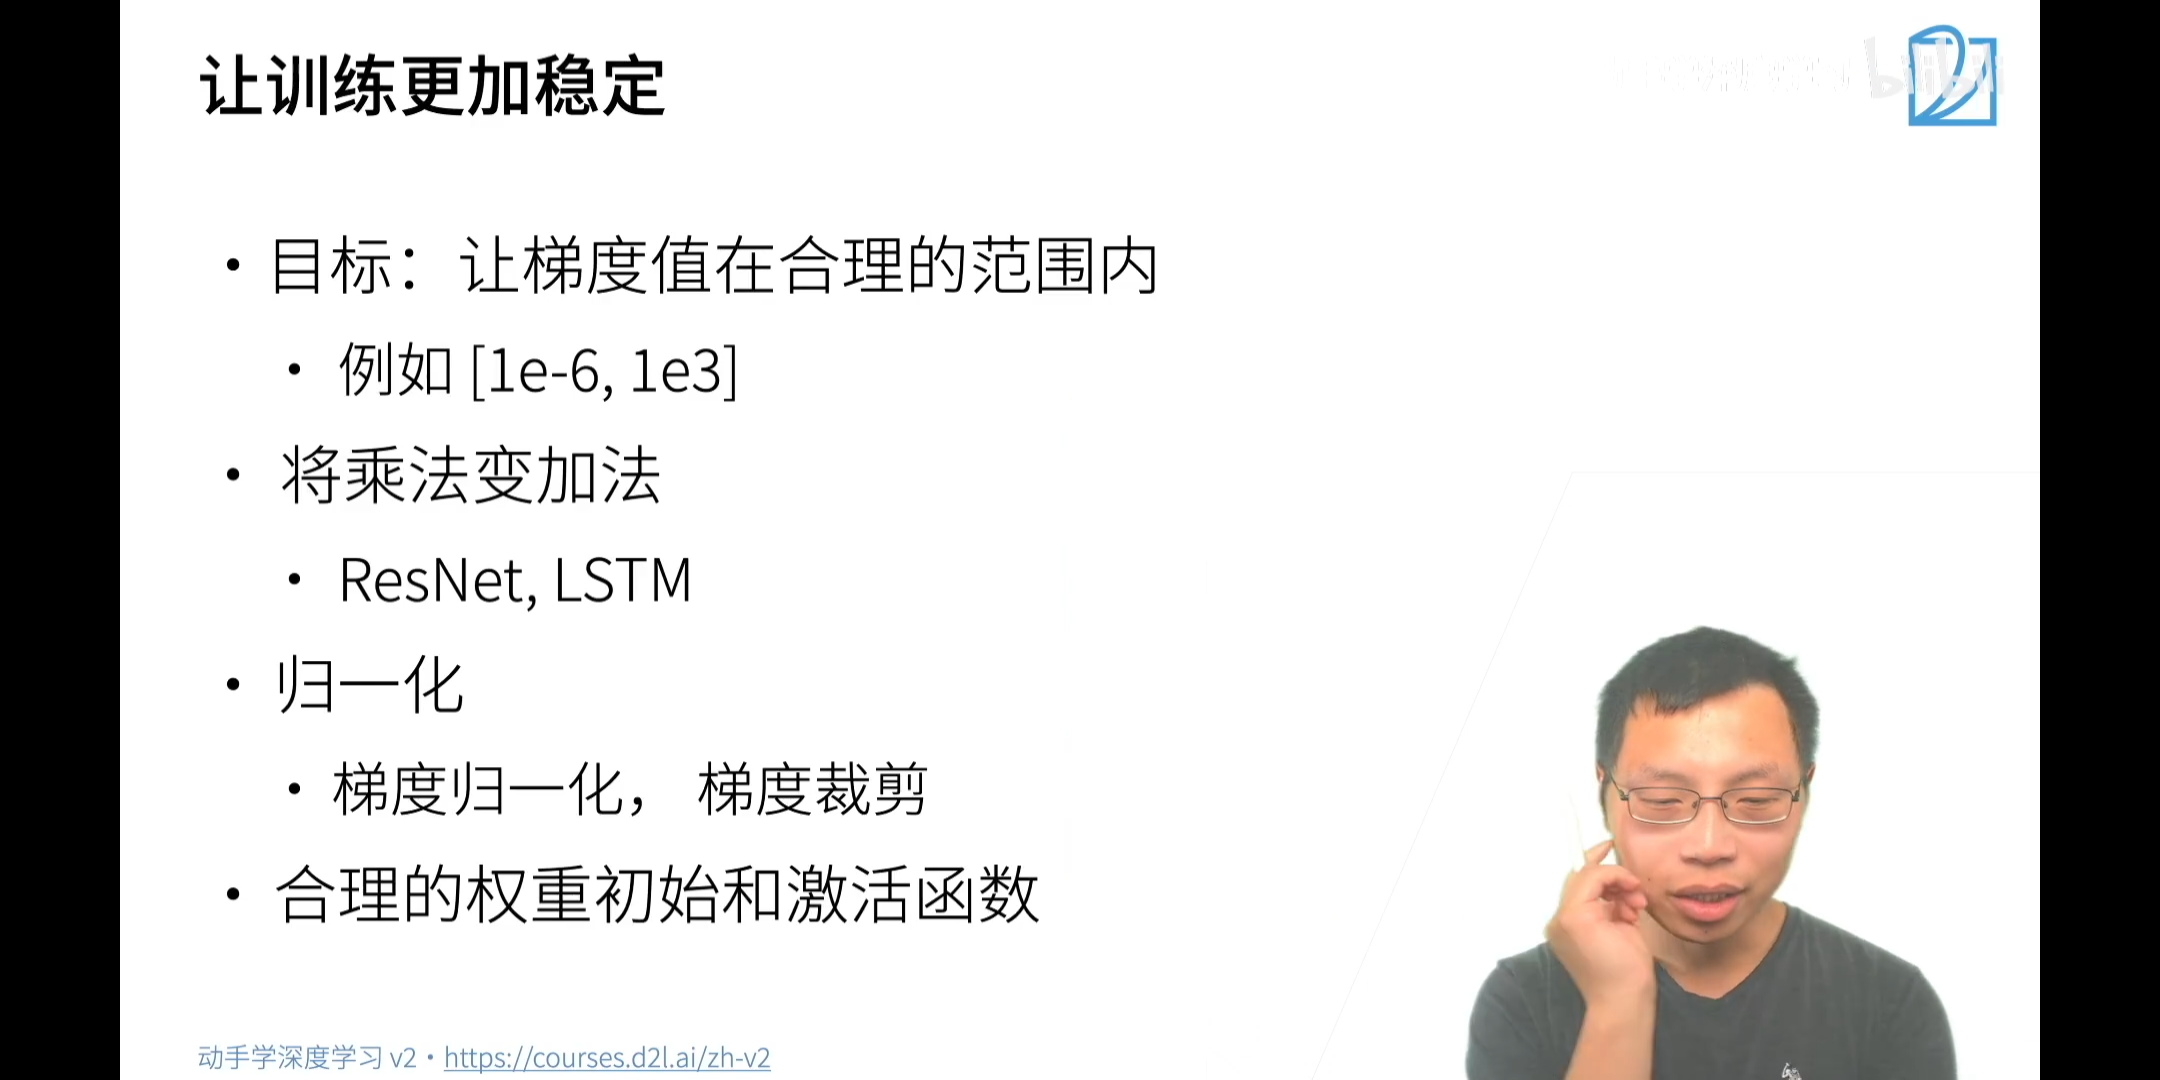 让训练更加稳定
bilibili
• 目标：让梯度值在合理的范围内
• 例如 [1e-6, 1e3]
• 将乘法变加法
• ResNet, LSTM
• 归一化
• 梯度归一化， 梯度裁剪
• 合理的权重初始和激活函数
动手学深度学习 v2 • https://courses.d2l.ai/zh-v2